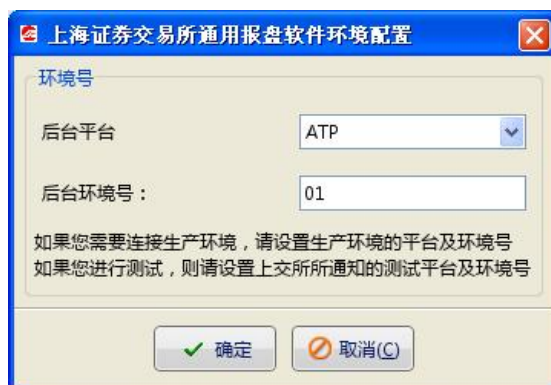 上海证券交易所通用报盘软件环境配置
环境号
后台平台
ATP
后台环境号：
01
如果您需要连接生产环境，请设置生产环境的平台及环境号
如果您进行测试，则请设置上交所所通知的测试平台及环境号
确定
取消(C)